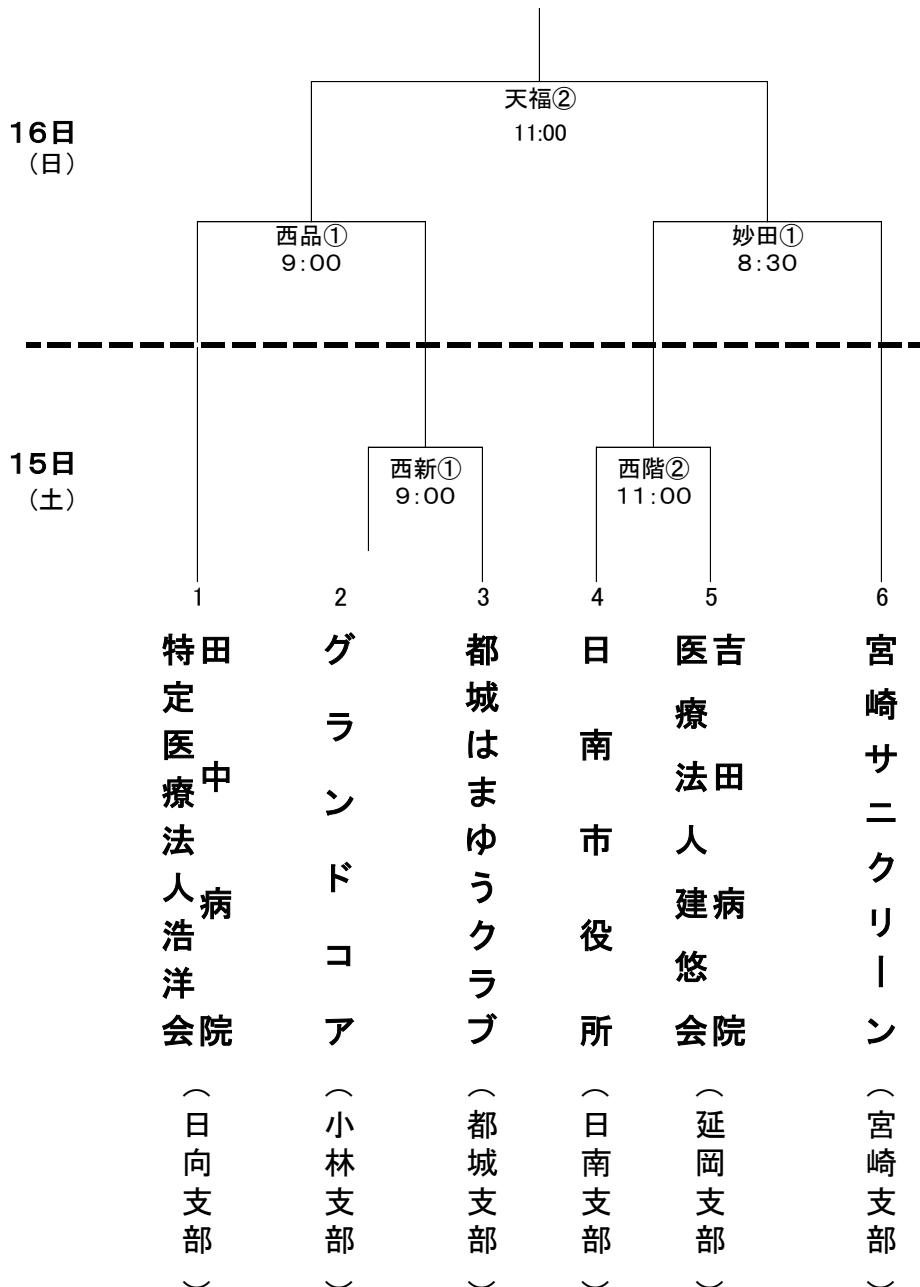 天福②
11:00
16日
（日）
西品①
9:00
妙田①
8:30
15日
（土）
西新①
9:00
西階②
11:00
1
2
3
4
5
6
特定医療法人浩洋会
田中病院
（日向支部）
グランドコア
（小林支部）
都城はまゆうクラブ
（都城支部）
日南市役所
（日南支部）
医療法人建悠会
吉田病院
（延岡支部）
宮崎サニクリーン
（宮崎支部）